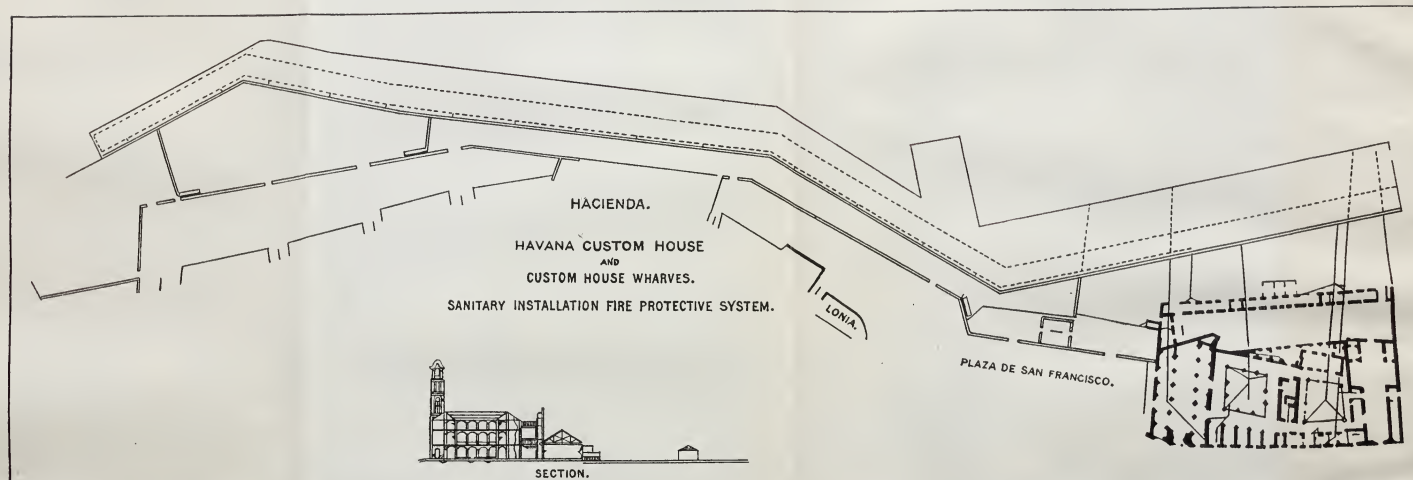 HACIENDA.
HAVANA CUSTOM HOUSE
AND
CUSTOM HOUSE WHARVES.
SANITARY INSTALLATION FIRE PROTECTIVE SYSTEM.
LONIA.
PLAZA DE SAN FRANCISCO.
SECTION.